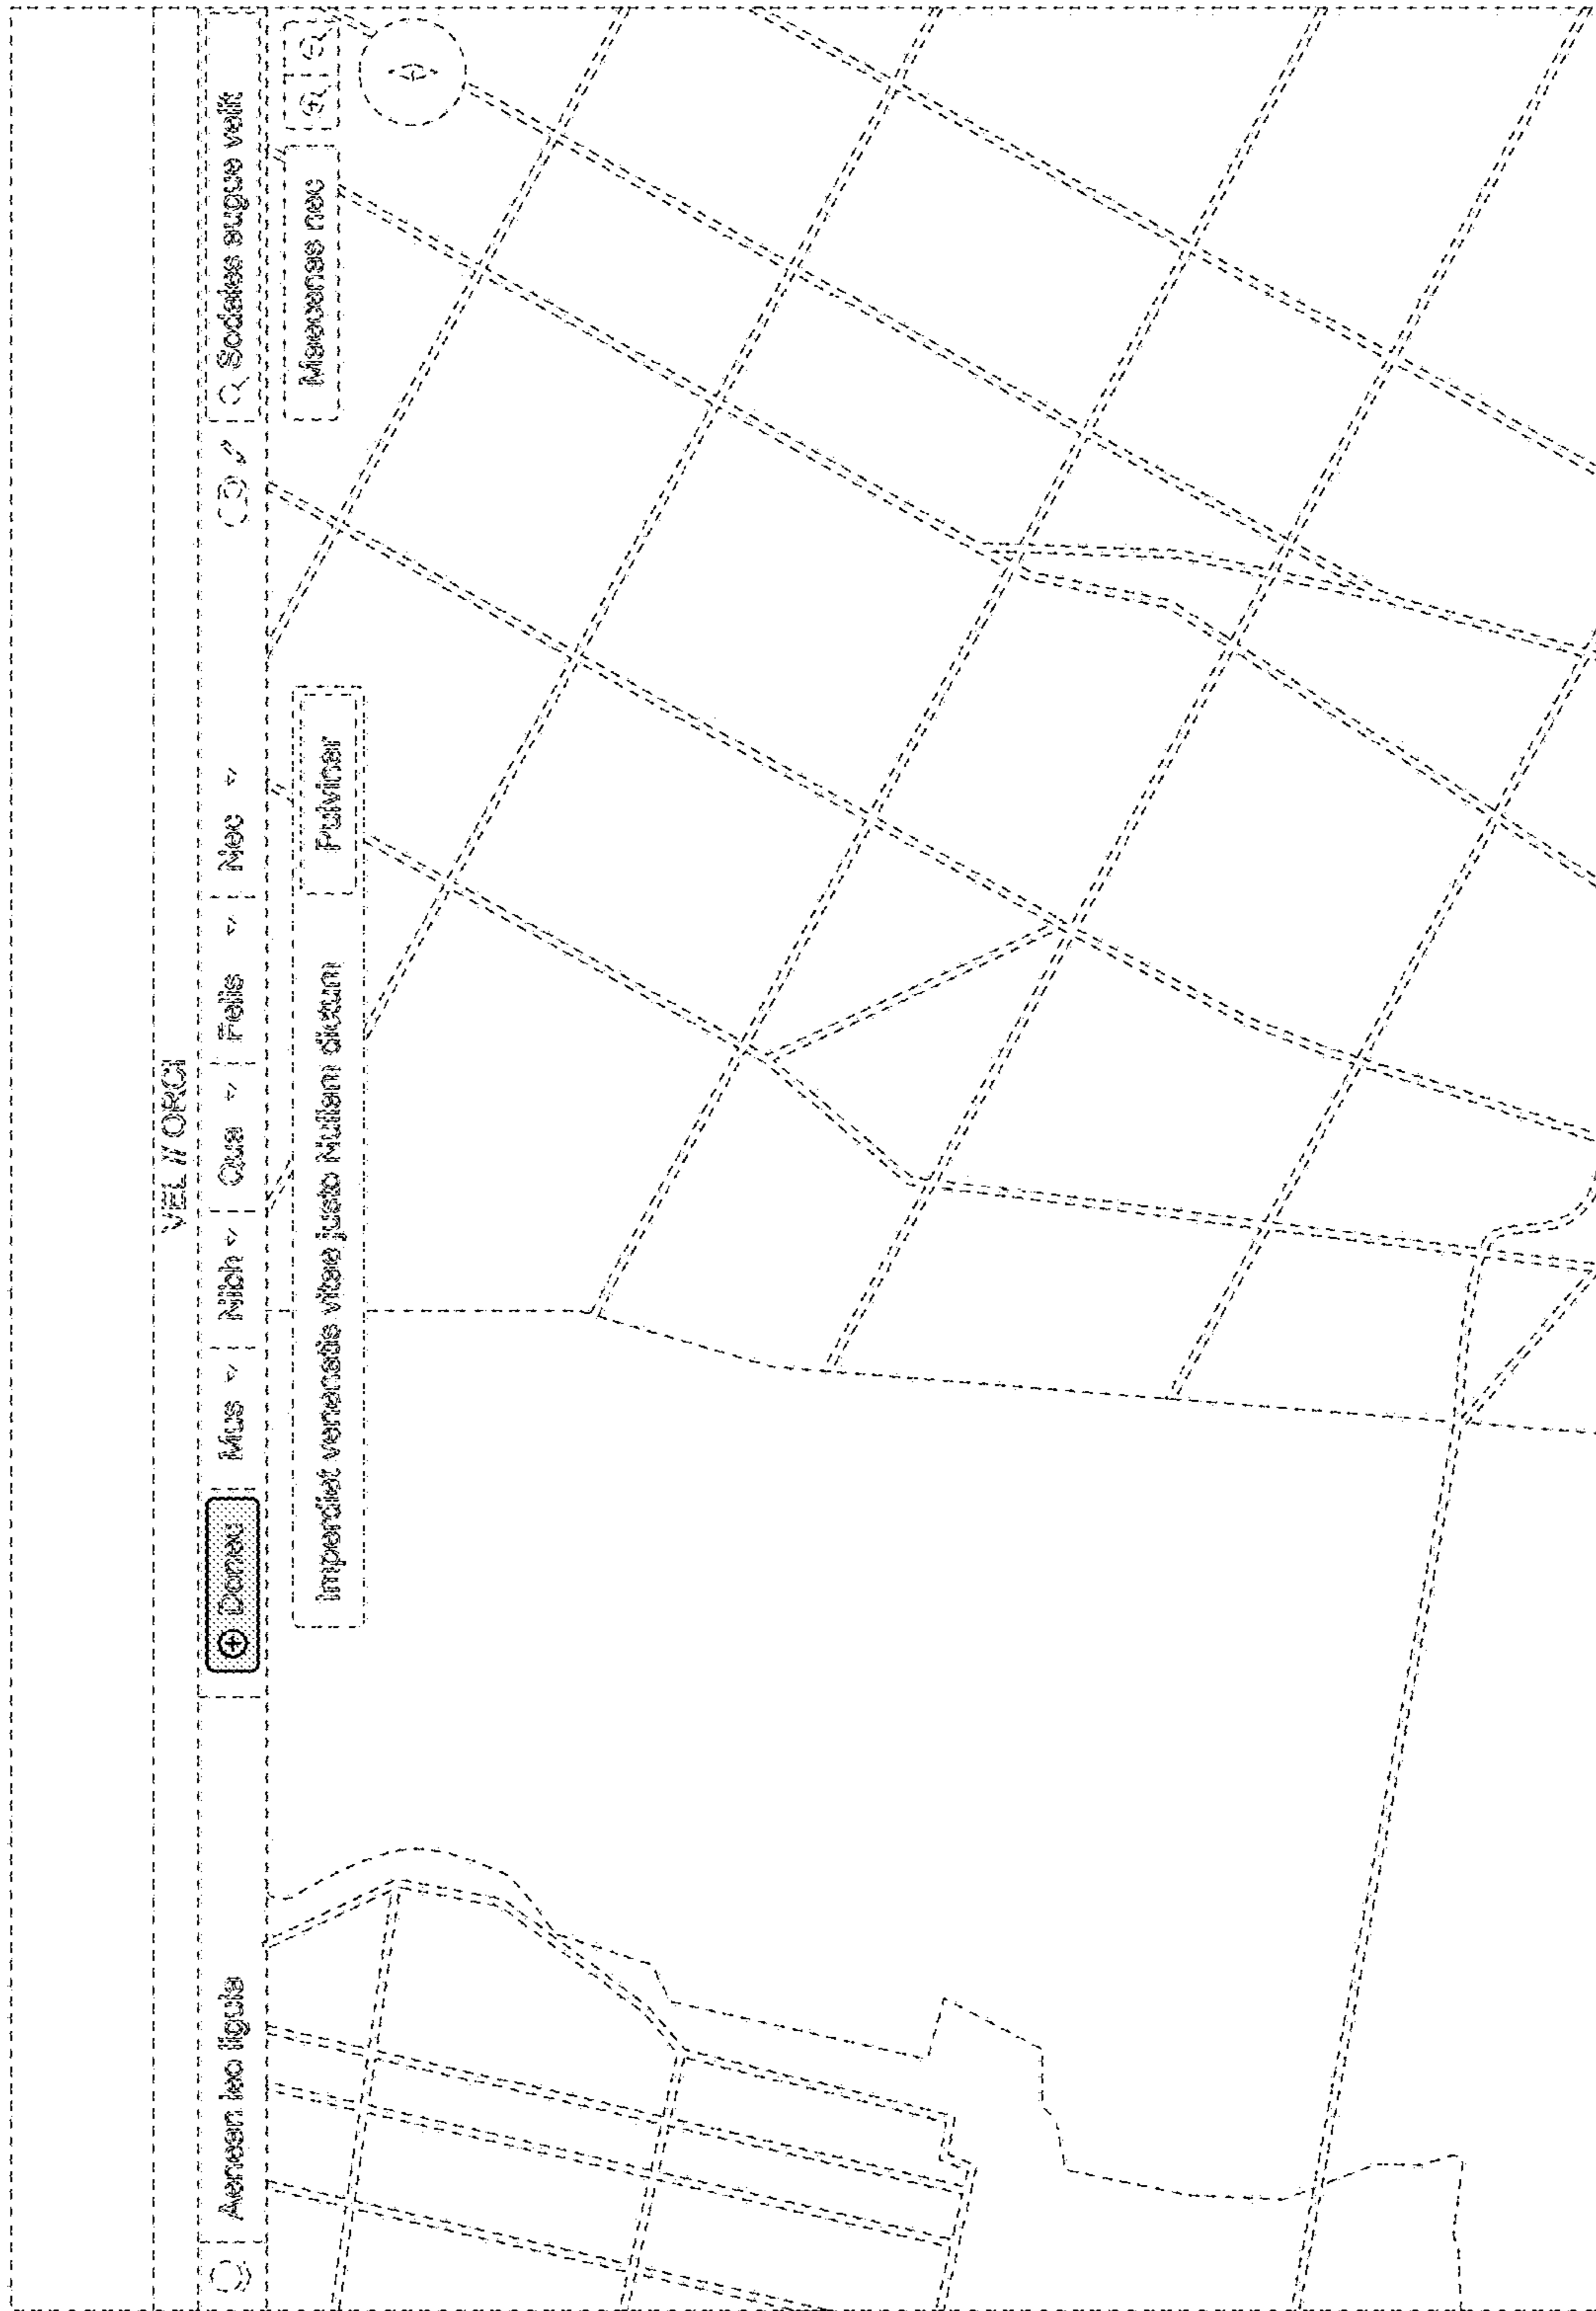 VEL // ORCI
Aenean leo ligula
Donec
Mus
Nibh
Qua
Felis
Nec
Sodales augue velit
Imperdiet venenatis vitae justo Nullam dictum
Pulvinar
Maecenas nec